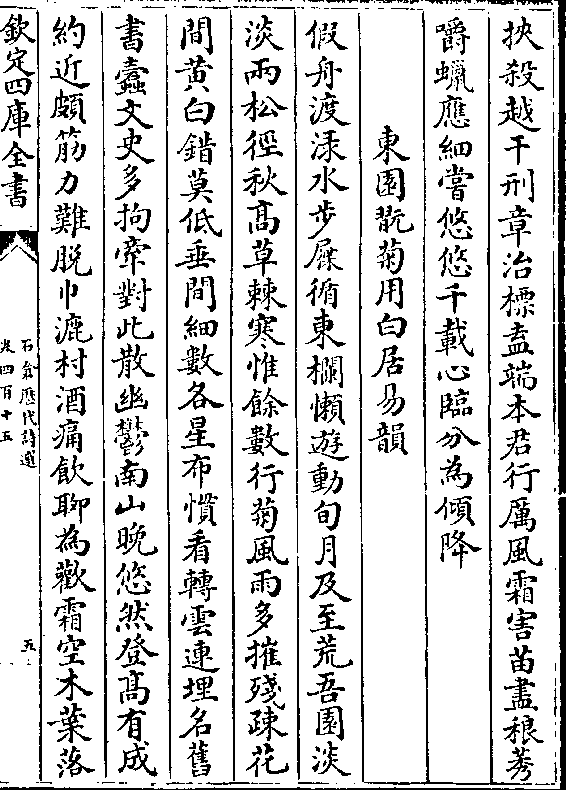 抰殺越干刑章治標盍端本君行厲風霜害苖盡稂莠
嚼蠟應細嘗悠悠千載心臨分為傾降
東園翫菊用白居易韻
假舟渡渌水步屧循東欄懶遊動旬月及至荒吾園淡
淡雨松徑秋高草棘寒惟餘數行菊風雨多摧殘疎花
間黄白錯莫低垂間細數各星布慣看轉雲連埋名舊
書蠧文史多拘牽對此散幽鬱南山晚悠然登高有成
約近頗筋力難脱巾漉村酒痛飲聊為歡霜空木葉落
欽定四庫全書
石倉歴代詩選
卷四百十五
五